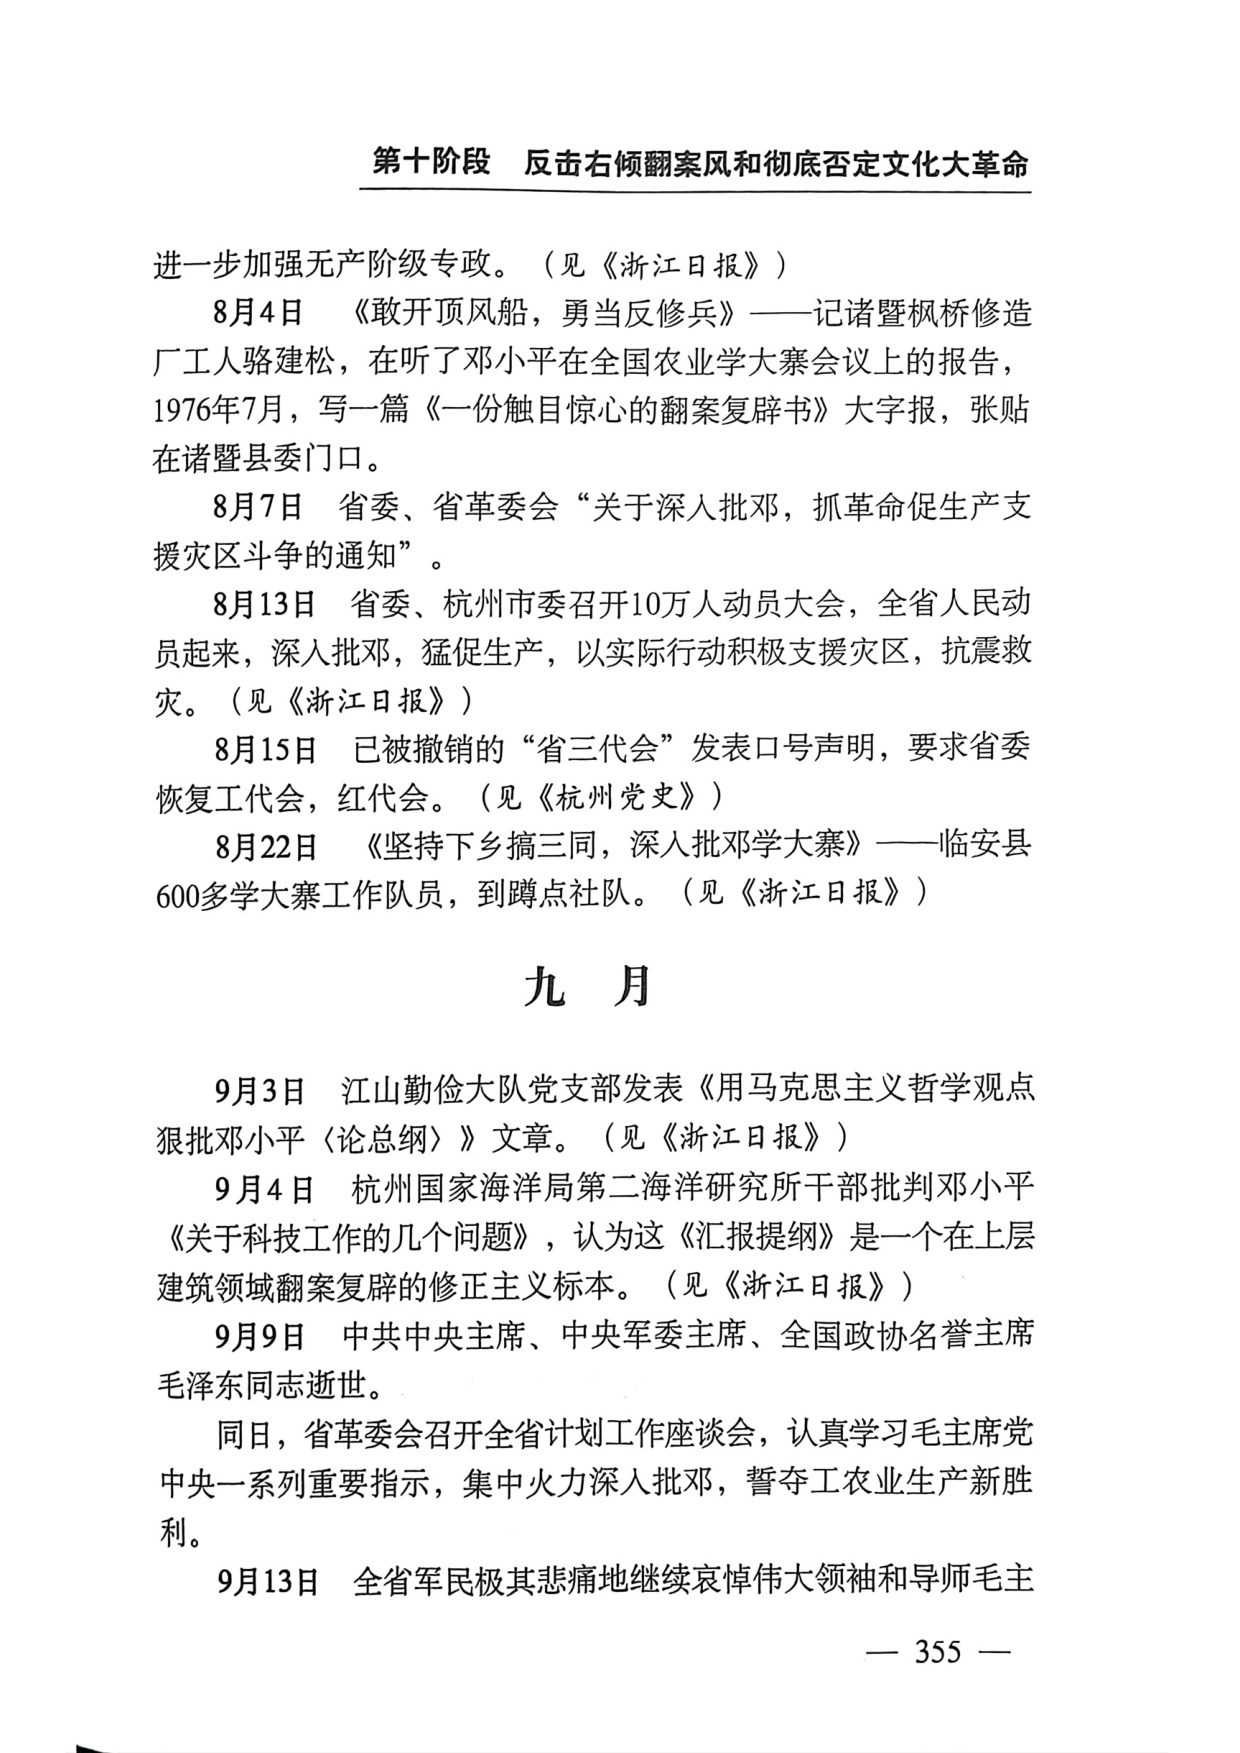 第十阶段　反击右倾翻案风和彻底否定文化大革命
进一步加强无产阶级专政。（见《浙江日报》）
8月4日　《敢开顶风船，勇当反修兵》——记诸暨枫桥修造
厂工人骆建松，在听了邓小平在全国农业学大寨会议上的报告，
1976年7月，写一篇《一份触目惊心的翻案复辟书》大字报，张贴
在诸暨县委门口。
8月7日　省委、省革委会“关于深入批邓，抓革命促生产支
援灾区斗争的通知”。
8月13日　省委、杭州市委召开10万人动员大会，全省人民动
员起来，深入批邓，猛促生产，以实际行动积极支援灾区，抗震救
灾。（见《浙江日报》）
8月15日　已被撤销的“省三代会”发表口号声明，要求省委
恢复工代会，红代会。（见《杭州党史》）
8月22日　《坚持下乡搞三同，深入批邓学大寨》——临安县
600多学大寨工作队员，到蹲点社队。（见《浙江日报》）
九　月
9月3日　江山勤俭大队党支部发表《用马克思主义哲学观点
狠批邓小平〈论总纲〉》文章。（见《浙江日报》）
9月4日　杭州国家海洋局第二海洋研究所干部批判邓小平
《关于科技工作的几个问题》，认为这《汇报提纲》是一个在上层
建筑领域翻案复辟的修正主义标本。（见《浙江日报》）
9月9日　中共中央主席、中央军委主席、全国政协名誉主席
毛泽东同志逝世。
同日，省革委会召开全省计划工作座谈会，认真学习毛主席党
中央一系列重要指示，集中火力深入批邓，誓夺工农业生产新胜
利。
9月13日　全省军民极其悲痛地继续哀悼伟大领袖和导师毛主
— 355 —